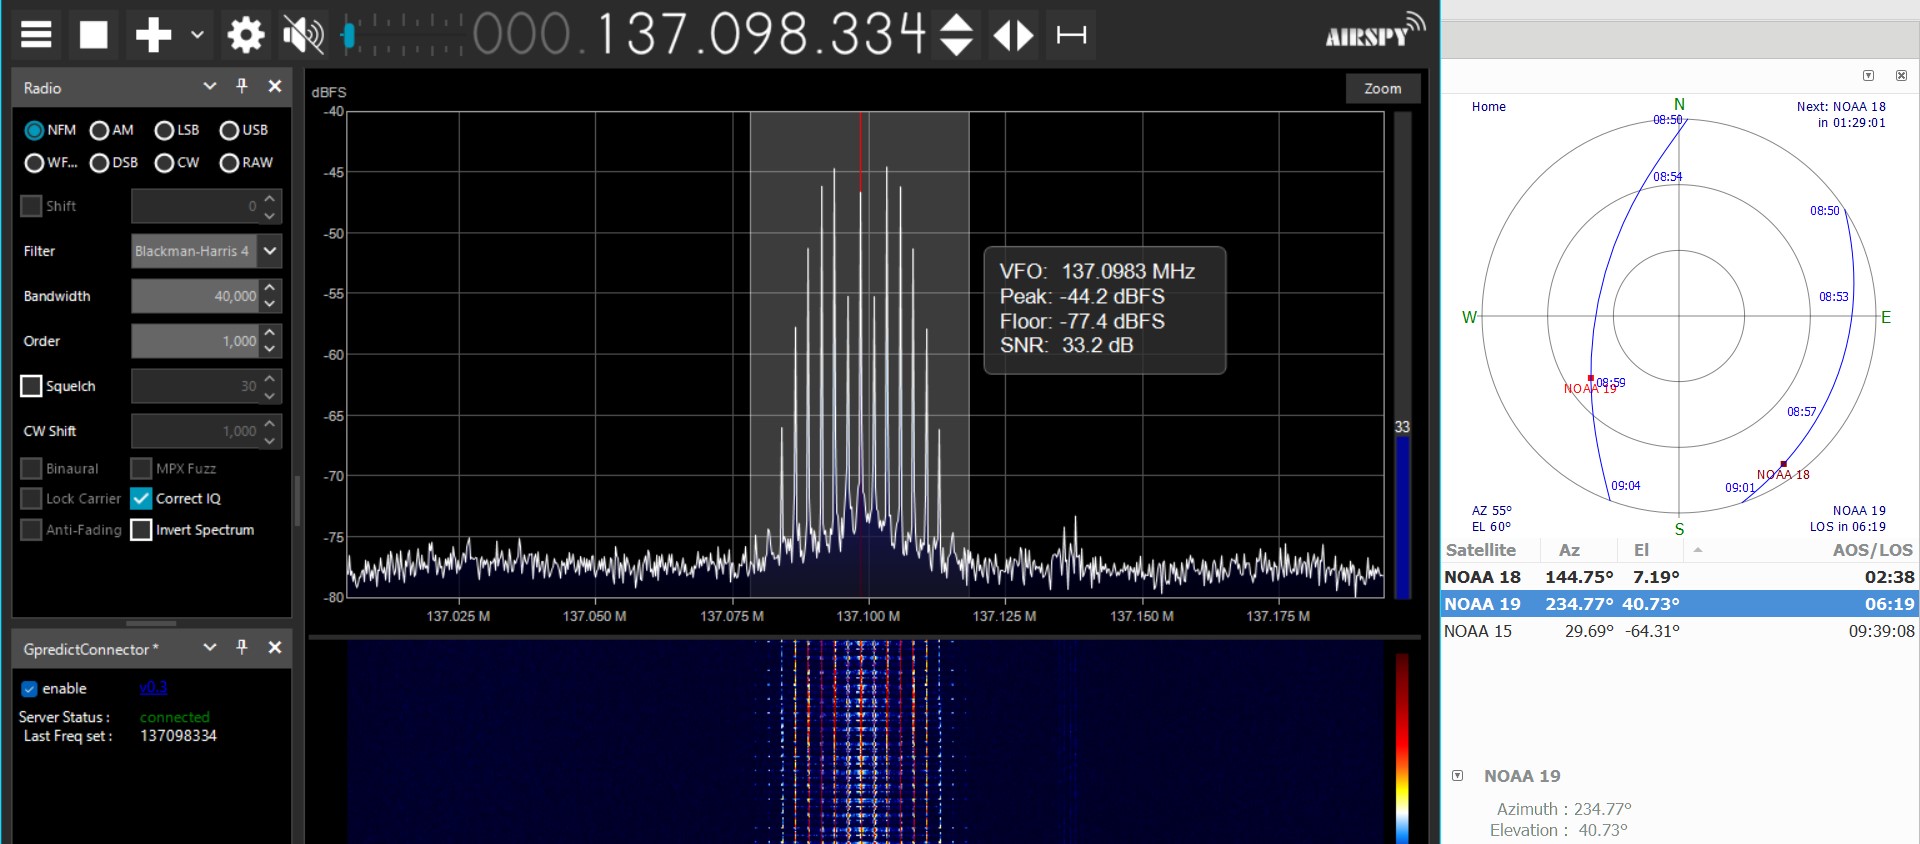 000.137.098.334
AIRSPY
Radio
NFM AM LSB USB
WF... DSB CW RAW
Shift 0
Filter Blackman-Harris 4
Bandwidth 40,000
Order 1,000
Squelch 30
CW Shift 1,000
Binaural MPX Fuzz
Lock Carrier Correct IQ
Anti-Fading Invert Spectrum
GpredictConnector *
enable v0.3
Server Status : connected
Last Freq set : 137098334
dBFS
Zoom
-40
-45
-50
-55
-60
-65
-70
-75
-80
VFO: 137.0983 MHz
Peak: -44.2 dBFS
Floor: -77.4 dBFS
SNR: 33.2 dB
33
137.025 M 137.050 M 137.075 M 137.100 M 137.125 M 137.150 M 137.175 M
Home
Next: NOAA 18
in 01:29:01
N
08:50
08:54
08:50
08:53
W
E
08:59
NOAA 19
08:57
NOAA 18
09:04
09:01
AZ 55°
EL 60°
S
NOAA 19
LOS in 06:19
Satellite Az El AOS/LOS
NOAA 18 144.75° 7.19° 02:38
NOAA 19 234.77° 40.73° 06:19
NOAA 15 29.69° -64.31° 09:39:08
NOAA 19
Azimuth : 234.77°
Elevation : 40.73°